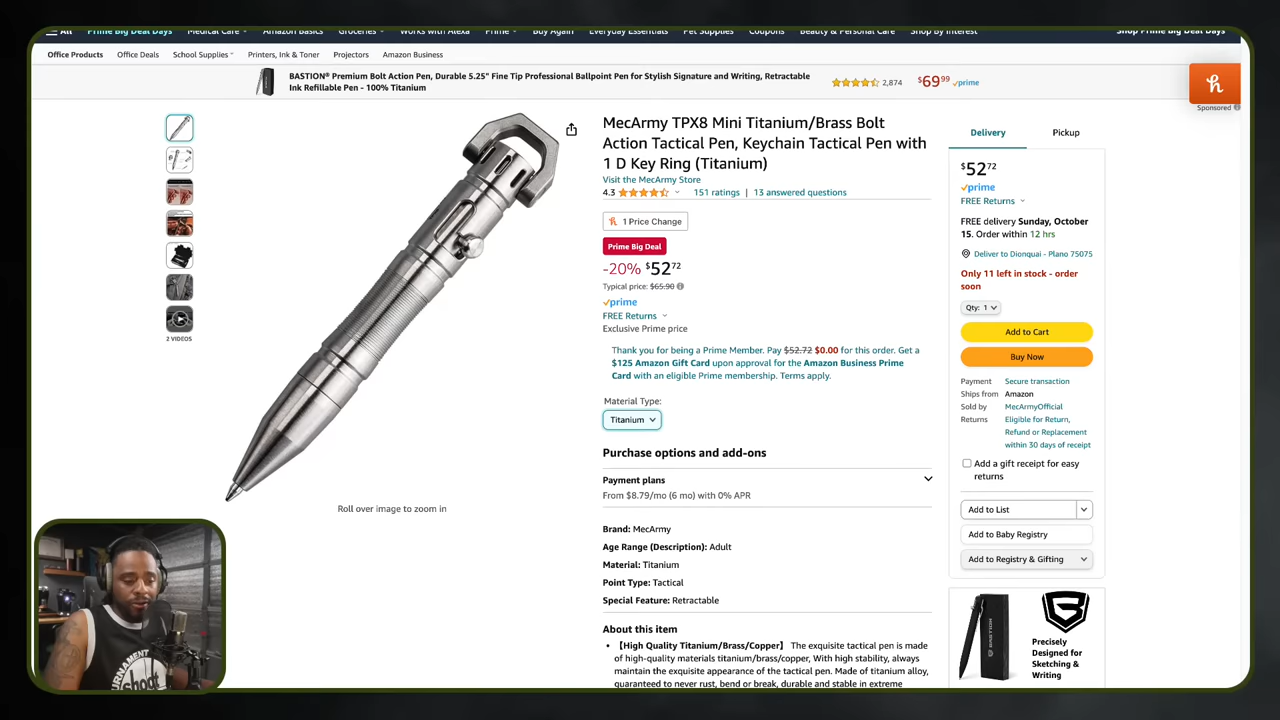 All Prime Big Deal Days Medical Care Amazon Basics Groceries Works with Alexa Prime Buy Again Everyday Essentials Pet Supplies Coupons Beauty & Personal Care Shop By Interest Shop Prime Big Deal Days
Office Products Office Deals School Supplies Printers, Ink & Toner Projectors Amazon Business
BASTION® Premium Bolt Action Pen, Durable 5.25" Fine Tip Professional Ballpoint Pen for Stylish Signature and Writing, Retractable
Ink Refillable Pen - 100% Titanium
2,874 $69.99 prime
Sponsored
MecArmy TPX8 Mini Titanium/Brass Bolt
Action Tactical Pen, Keychain Tactical Pen with
1 D Key Ring (Titanium)
Visit the MecArmy Store
4.3 151 ratings | 13 answered questions
1 Price Change
Prime Big Deal
-20% $52.72
Typical price: $65.90
prime
FREE Returns
Exclusive Prime price
Thank you for being a Prime Member. Pay $52.72 $0.00 for this order. Get a
$125 Amazon Gift Card upon approval for the Amazon Business Prime
Card with an eligible Prime membership. Terms apply.
Material Type:
Titanium
Purchase options and add-ons
Payment plans
From $8.79/mo (6 mo) with 0% APR
Brand: MecArmy
Age Range (Description): Adult
Material: Titanium
Point Type: Tactical
Special Feature: Retractable
About this item
• 【High Quality Titanium/Brass/Copper】 The exquisite tactical pen is made
of high-quality materials titanium/brass/copper, With high stability, always
maintain the exquisite appearance of the tactical pen. Made of titanium alloy,
guaranteed to never rust, bend or break, durable and stable in extreme
2 VIDEOS
Roll over image to zoom in
Delivery Pickup
$52.72
prime
FREE Returns
FREE delivery Sunday, October
15. Order within 12 hrs
Deliver to Dionquai - Plano 75075
Only 11 left in stock - order
soon
Qty: 1
Add to Cart
Buy Now
Payment Secure transaction
Ships from Amazon
Sold by MecArmyOfficial
Returns Eligible for Return,
Refund or Replacement
within 30 days of receipt
Add a gift receipt for easy
returns
Add to List
Add to Baby Registry
Add to Registry & Gifting
Precisely
Designed for
Sketching &
Writing